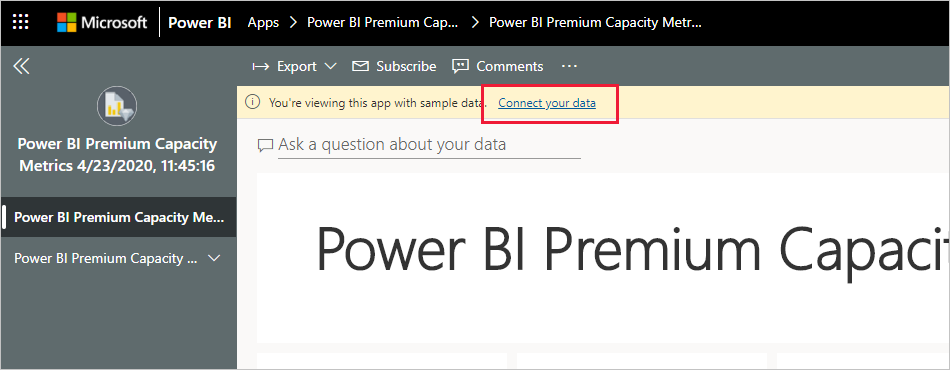 Microsoft Power BI Apps Power BI Premium Cap... Power BI Premium Capacity Metr...
Export Subscribe Comments ...
You're viewing this app with sample data. Connect your data
Ask a question about your data
Power BI Premium Capacity
Metrics 4/23/2020, 11:45:16
Power BI Premium Capacity Me...
Power BI Premium Capacity ...
Power BI Premium Capaci